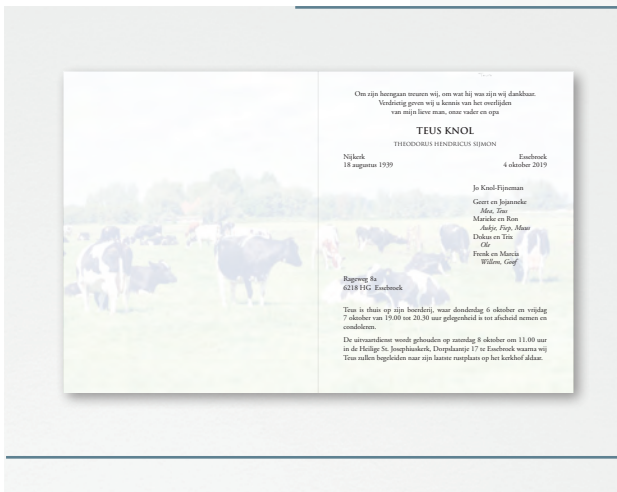 Om zijn heengaan treuren wij, om wat hij was zijn wij dankbaar.
Verdrietig geven wij u kennis van het overlijden
van mijn lieve man, onze vader en opa
TEUS KNOL
THEODORUS HENDRICUS SIJMON
Nijkerk Essebroek
18 augustus 1939 4 oktober 2019
Jo Knol-Fijneman
Geert en Jojanneke
Mea, Teus
Marieke en Ron
Aukje, Fiep, Muus
Dokus en Trix
Ole
Frenk en Marcia
Willem, Goof
Rageweg 8a
6218 HG Essebroek
Teus is thuis op zijn boerderij, waar donderdag 6 oktober en vrijdag
7 oktober van 19.00 tot 20.30 uur gelegenheid is tot afscheid nemen en
condoleren.
De uitvaartdienst wordt gehouden op zaterdag 8 oktober om 11.00 uur
in de Heilige St. Josephiuskerk, Dorpslaantje 17 te Essebroek waarna wij
Teus zullen begeleiden naar zijn laatste rustplaats op het kerkhof aldaar.